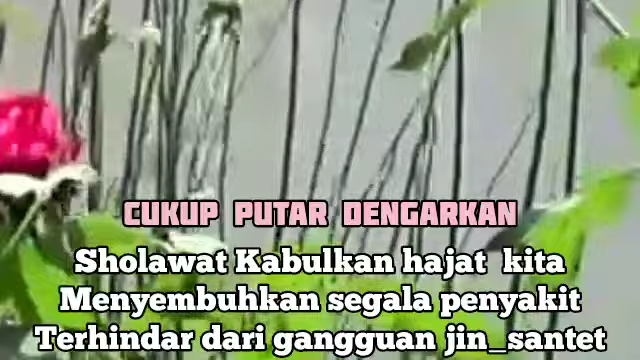 CUKUP PUTAR DENGARKAN
Sholawat Kabulkan hajat kita
Menyembuhkan segala penyakit
Terhindar dari gangguan jin_santet